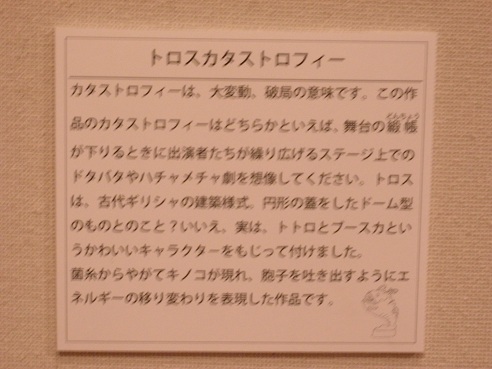 トロスカタストロフィー
カタストロフィーは、大変動、破局の意味です。この作
品のカタストロフィーはどちらかといえば、舞台の緞帳
どんちょう
が下りるときに出演者たちが繰り広げるステージ上での
ドタバタやハチャメチャ劇を想像してください。トロス
は、古代ギリシャの建築様式。円形の蓋をしたドーム型
のものとのこと？いいえ。実は、トトロとブースカとい
うかわいいキャラクターをもじって付けました。
菌糸からやがてキノコが現れ、胞子を吐き出すようにエ
ネルギーの移り変わりを表現した作品です。